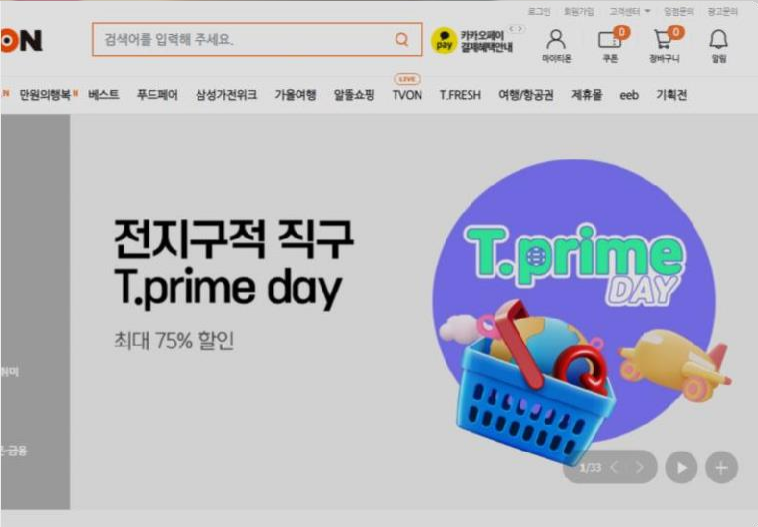 로그인 회원가입 고객센터 입점문의 광고문의
ON
검색어를 입력해 주세요.
pay 카카오페이
결제혜택안내
마이티몬
0 쿠폰
0 장바구니
알림
LIVE
N 만원의행복 N 베스트 푸드페어 삼성가전위크 가을여행 알뜰쇼핑 TVON T.FRESH 여행/항공권 제휴몰 eeb 기획전
전지구적 직구
T.prime day
최대 75% 할인
T.prime
DAY
취미
금융
1/33